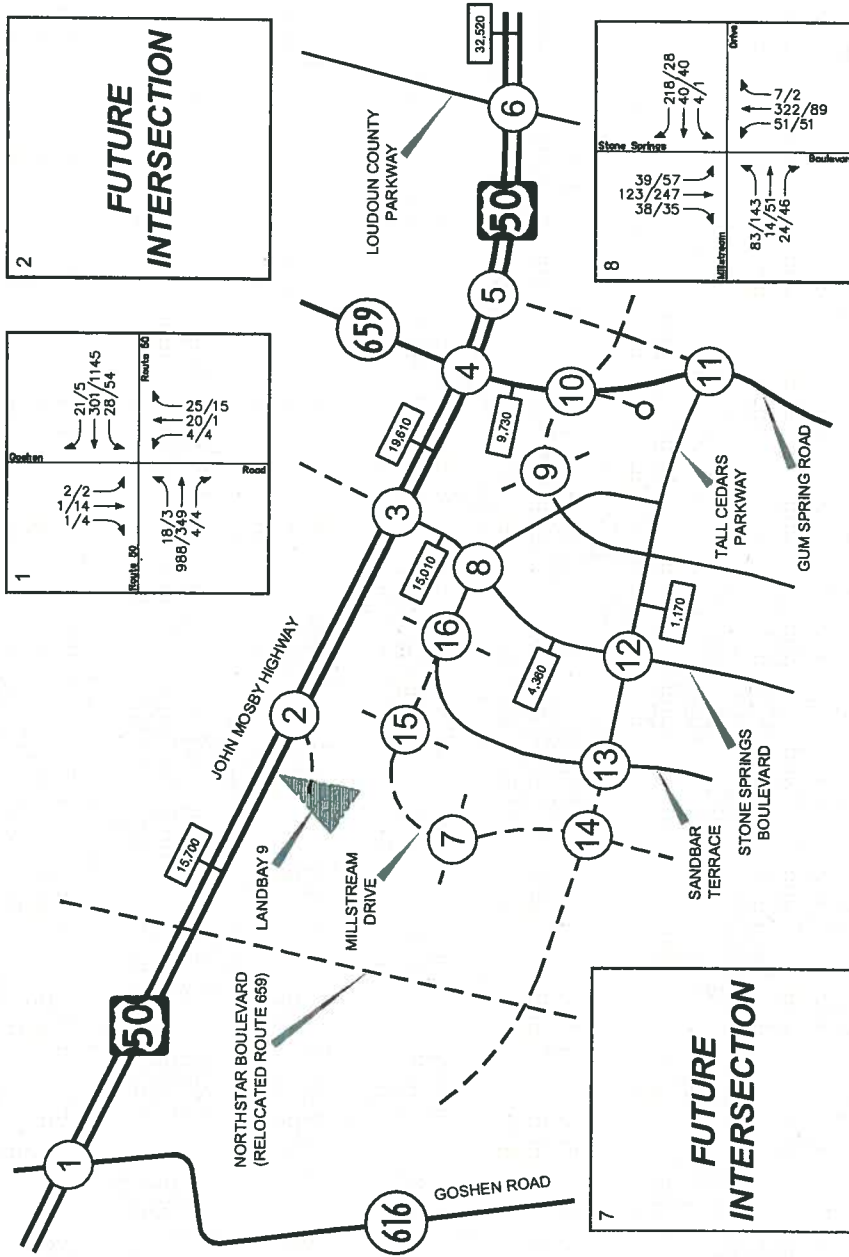 2
FUTURE
INTERSECTION
1
Goshen
Road
Route 50
Route 50
2/2
1/14
1/4
21/5
301/1145
28/54
18/3
988/349
4/4
25/15
20/1
4/4
32,520
6
LOUDOUN COUNTY
PARKWAY
50
5
659
4
19,610
9,730
10
11
3
15,010
9
8
TALL CEDARS
PARKWAY
GUM SPRING ROAD
JOHN MOSBY HIGHWAY
2
16
15
4,360
12
1,170
15,700
LANDBAY 9
MILLSTREAM
DRIVE
7
13
14
SANDBAR
TERRACE
STONE SPRINGS
BOULEVARD
50
NORTHSTAR BOULEVARD
(RELOCATED ROUTE 659)
1
616
GOSHEN ROAD
8
Stone Springs
Boulevar
Millstream
Drive
39/57
123/247
38/35
218/28
40/40
4/1
83/143
14/51
24/46
7/2
322/89
51/51
7
FUTURE
INTERSECTION